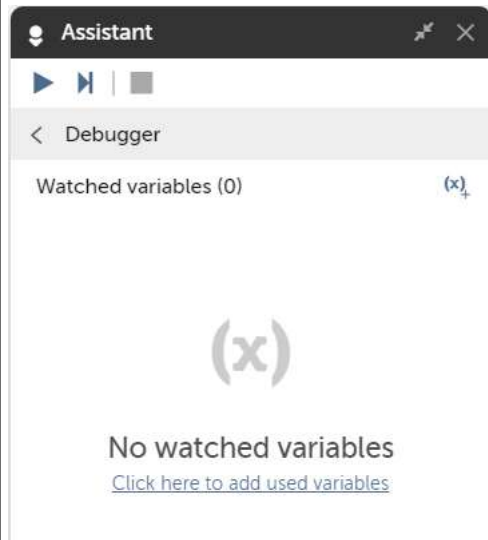 Assistant
Debugger
Watched variables (0)
(x)+
(x)
No watched variables
Click here to add used variables